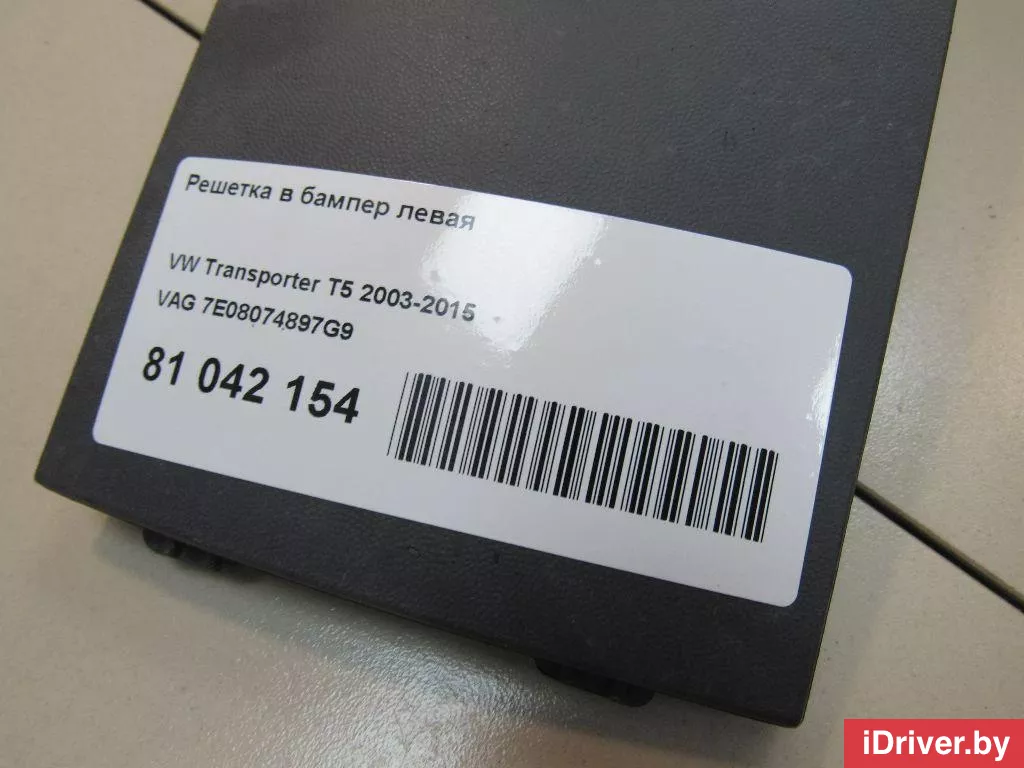 Решетка в бампер левая
VW Transporter T5 2003-2015
VAG 7E08074897G9
81 042 154
iDriver.by